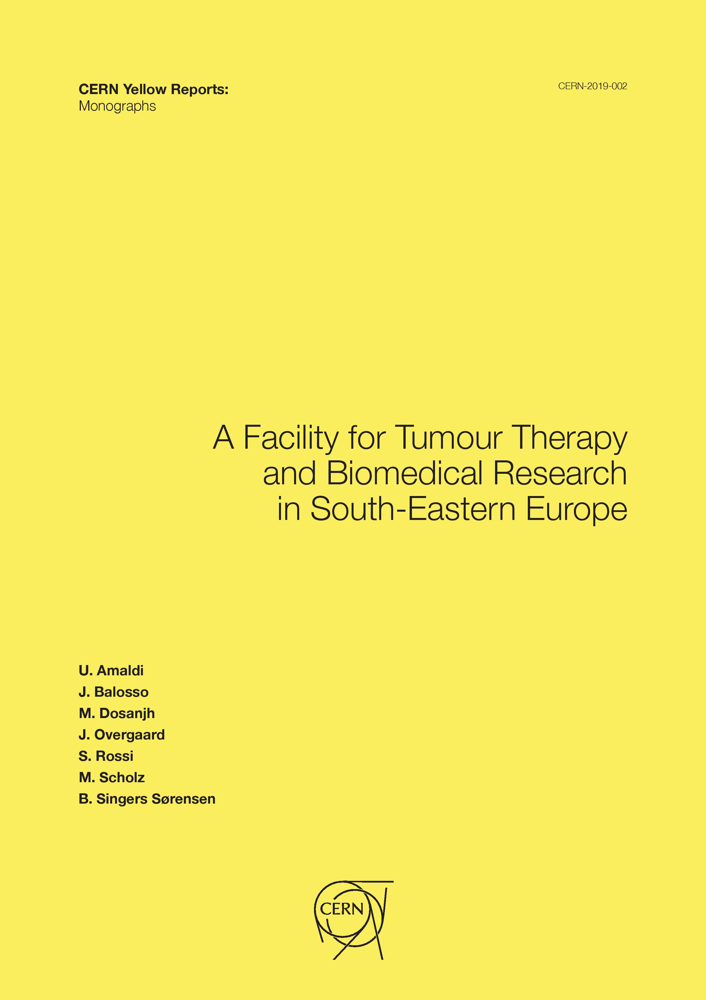 CERN Yellow Reports:
Monographs
CERN-2019-002
A Facility for Tumour Therapy
and Biomedical Research
in South-Eastern Europe
U. Amaldi
J. Balosso
M. Dosanjh
J. Overgaard
S. Rossi
M. Scholz
B. Singers Sørensen
CERN